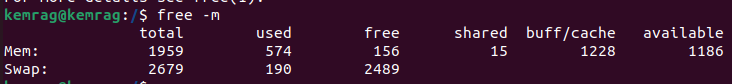 For more details see free(1).
kemrag@kemrag:/$ free -m
total used free shared buff/cache available
Mem: 1959 574 156 15 1228 1186
Swap: 2679 190 2489